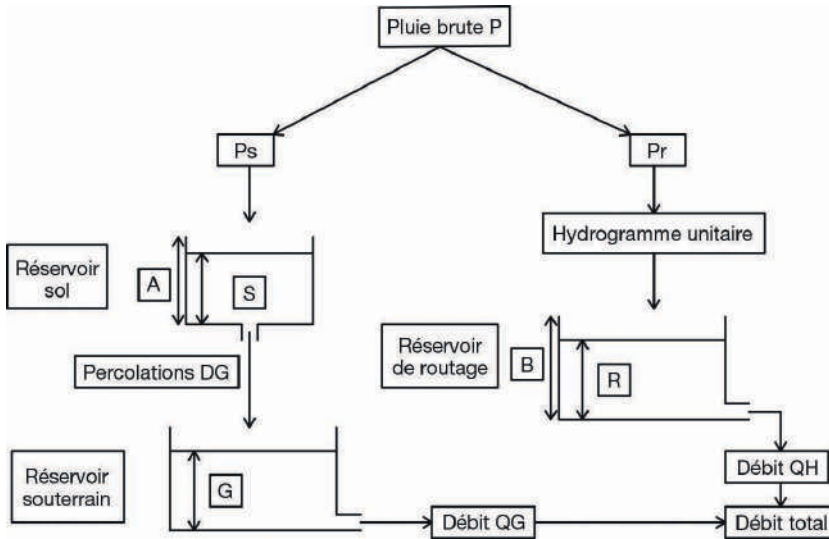 Pluie brute P
Ps
Pr
Hydrogramme unitaire
Réservoir
sol
A
S
Réservoir
de routage
B
R
Percolations DG
Réservoir
souterrain
G
Débit QH
Débit QG
Débit total